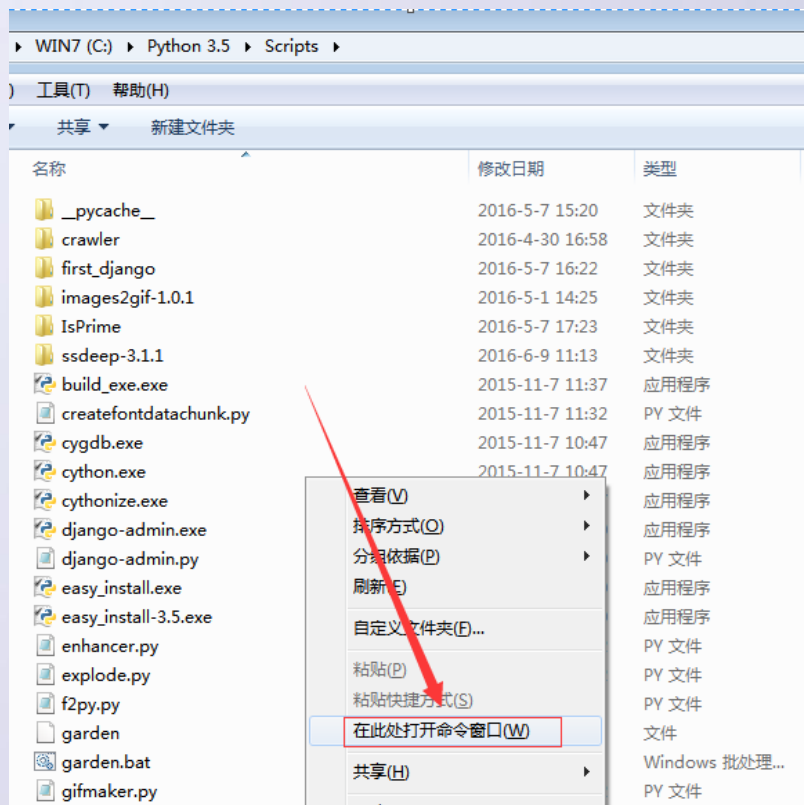 WIN7 (C:) Python 3.5 Scripts
) 工具(T) 帮助(H)
共享 新建文件夹
名称 修改日期 类型
__pycache__ 2016-5-7 15:20 文件夹
crawler 2016-4-30 16:58 文件夹
first_django 2016-5-7 16:22 文件夹
images2gif-1.0.1 2016-5-1 14:25 文件夹
IsPrime 2016-5-7 17:23 文件夹
ssdeep-3.1.1 2016-6-9 11:13 文件夹
build_exe.exe 2015-11-7 11:37 应用程序
createfontdatachunk.py 2015-11-7 11:32 PY 文件
cygdb.exe 2015-11-7 10:47 应用程序
cython.exe 2015-11-7 10:47 应用程序
cythonize.exe 查看(V) 应用程序
django-admin.exe 排序方式(O) 应用程序
django-admin.py 分组依据(P) PY 文件
easy_install.exe 刷新(E) 应用程序
easy_install-3.5.exe 自定义文件夹(F)... 应用程序
enhancer.py PY 文件
explode.py 粘贴(P) PY 文件
f2py.py 粘贴快捷方式(S) PY 文件
garden 在此处打开命令窗口(W) 文件
garden.bat 共享(H) Windows 批处理...
gifmaker.py PY 文件